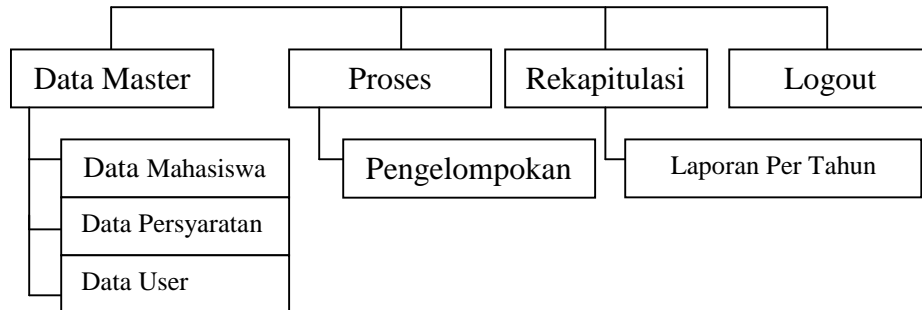 Data Master
Proses
Rekapitulasi
Logout
Data Mahasiswa
Pengelompokan
Laporan Per Tahun
Data Persyaratan
Data User